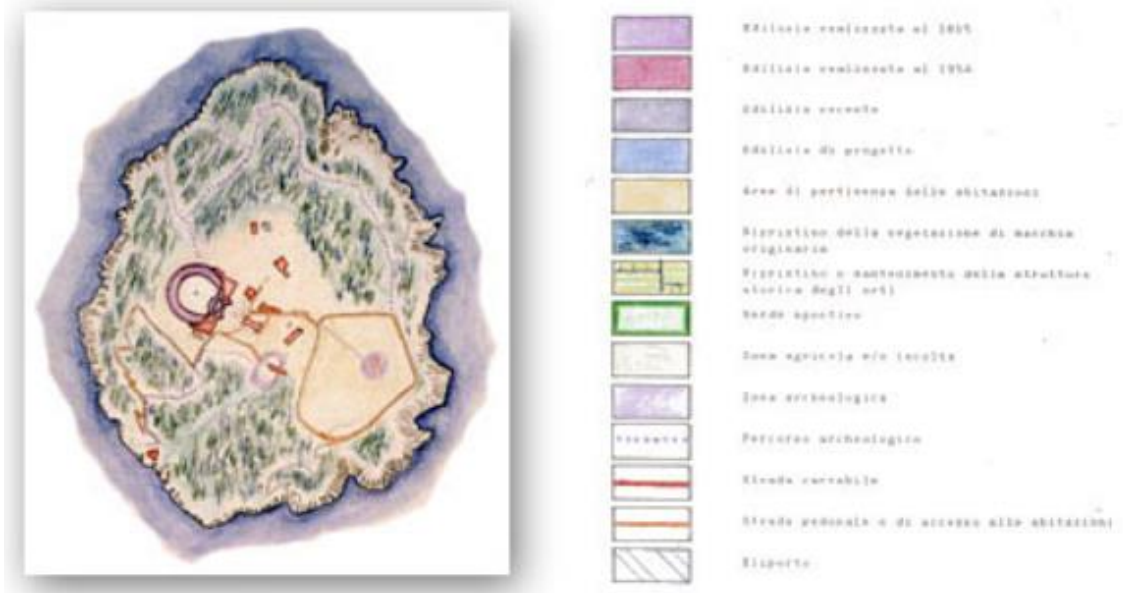 Edilizia realizzata al 1815
Edilizia realizzata al 1956
Edilizia recente
Edilizia di progetto
Aree di pertinenza delle abitazioni
Ripristino della vegetazione di macchia
originaria
Ripristino o mantenimento della struttura
storica degli orti
Verde sportivo
Zona agricola e/o incolta
Zona archeologica
Percorso archeologico
Strada carrabile
Strada pedonale o di accesso alle abitazioni
Eliporto